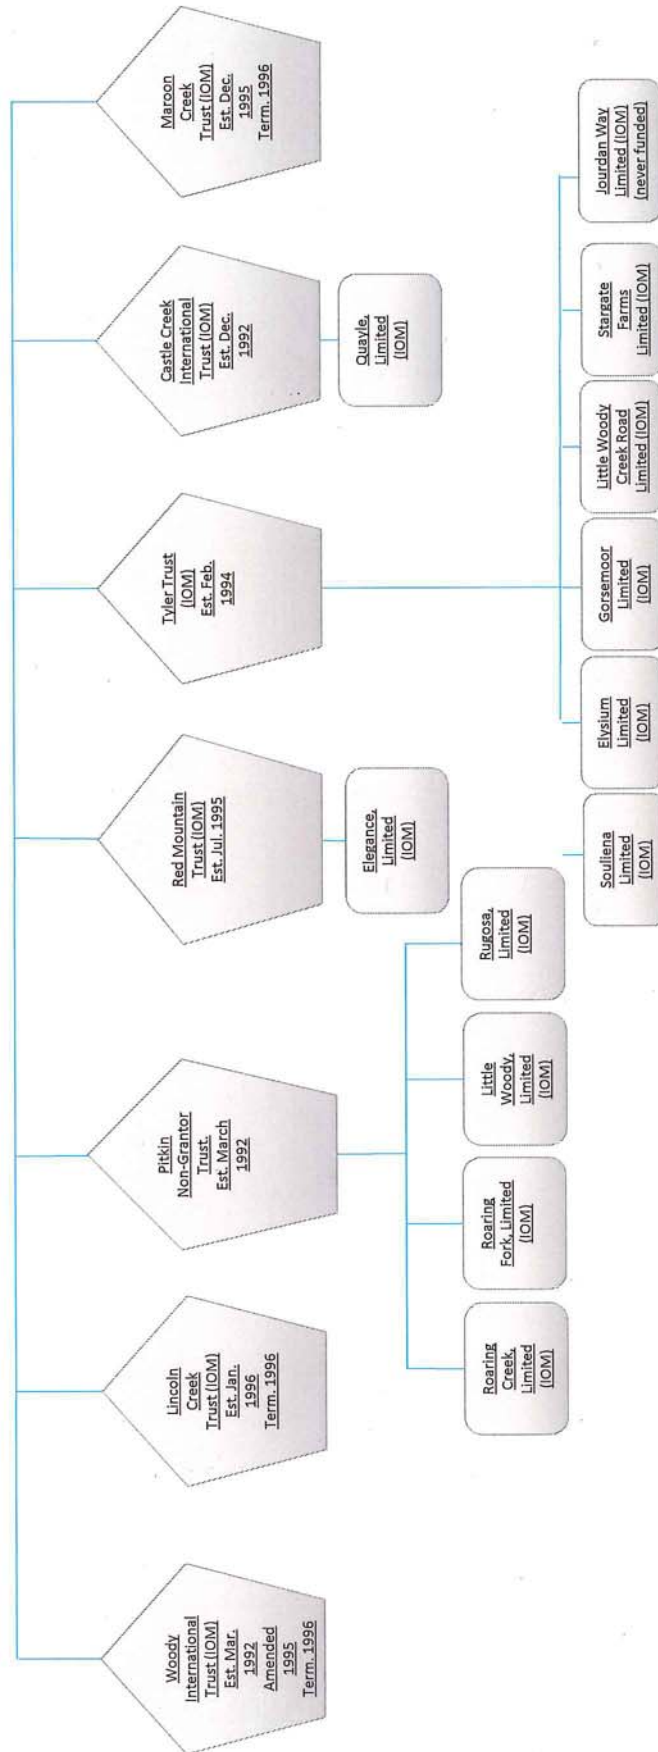 Woody
International
Trust (IOM)
Est. Mar.
1992
Amended
1995
Term. 1996
Lincoln
Creek
Trust (IOM)
Est. Jan.
1996
Term. 1996
Pitkin
Non-Grantor
Trust.
Est. March
1992
Red Mountain
Trust (IOM)
Est. Jul. 1995
Tyler Trust
(IOM)
Est. Feb.
1994
Castle Creek
International
Trust (IOM)
Est. Dec.
1992
Maroon
Creek
Trust (IOM)
Est. Dec.
1995
Term. 1996
Elegance,
Limited
(IOM)
Quayle,
Limited
(IOM)
Roaring
Creek,
Limited
(IOM)
Roaring
Fork, Limited
(IOM)
Little
Woody,
Limited
(IOM)
Rugosa,
Limited
(IOM)
Souliena
Limited
(IOM)
Elysium
Limited
(IOM)
Gorsemoor
Limited
(IOM)
Little Woody
Creek Road
Limited (IOM)
Stargate
Farms
Limited (IOM)
Jourdan Way
Limited (IOM)
(never funded)